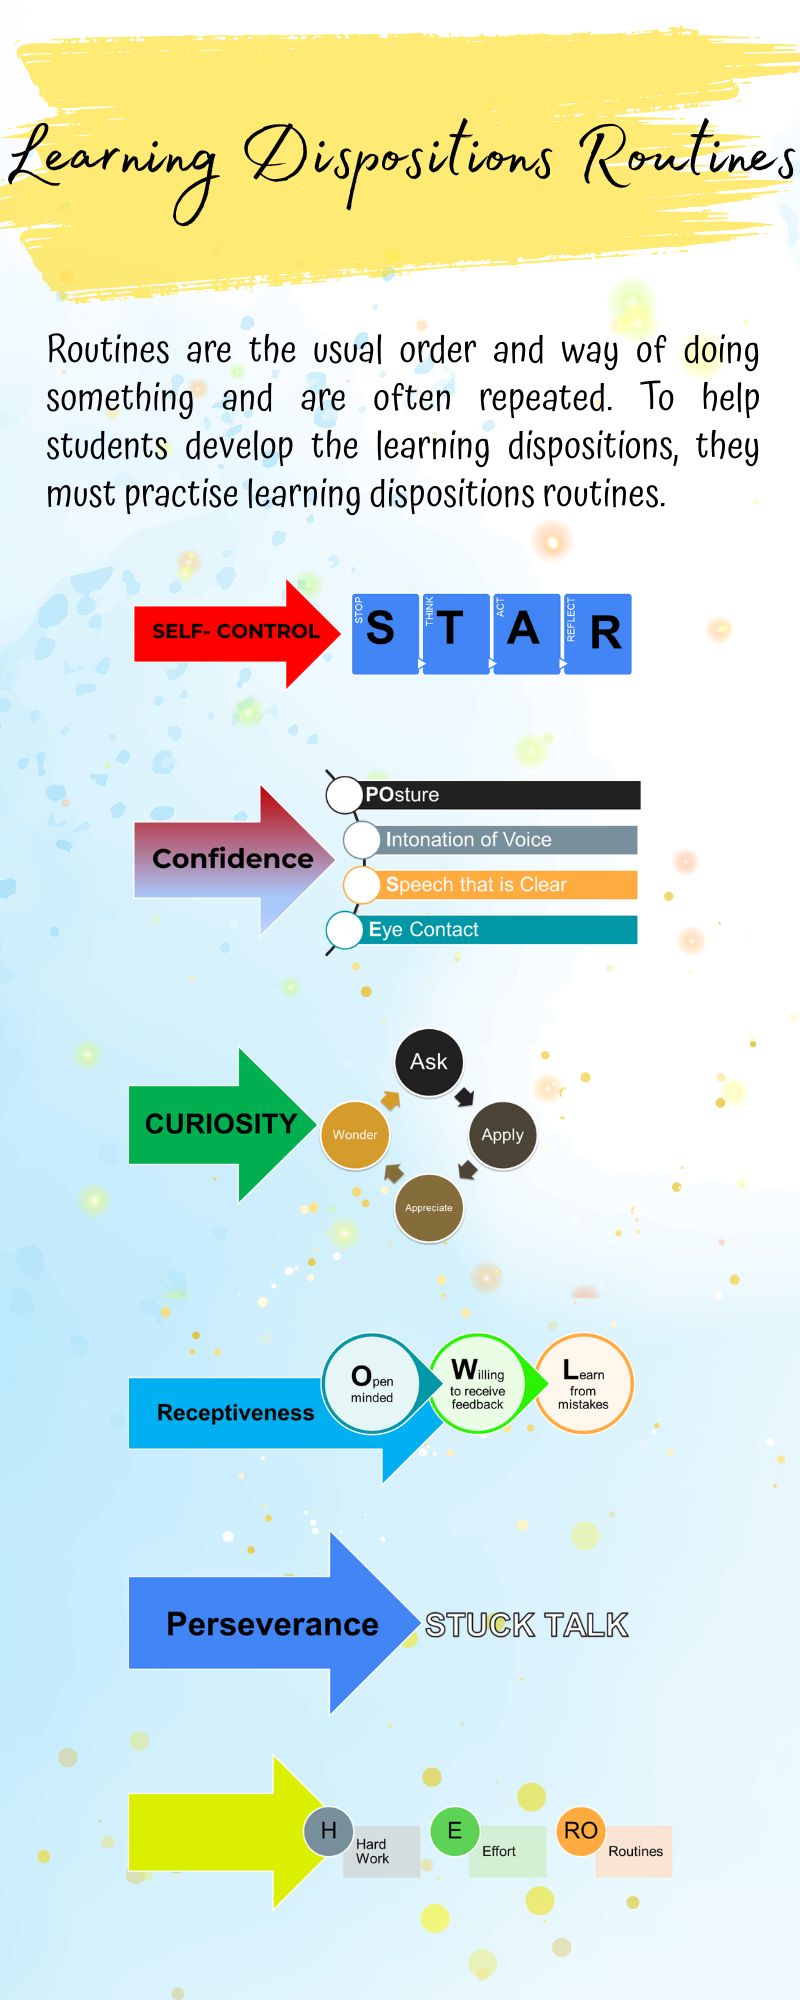 Learning Dispositions Routines
Routines are the usual order and way of doing
something and are often repeated. To help
students develop the learning dispositions, they
must practise learning dispositions routines.
SELF- CONTROL
STOP
S
THINK
T
ACT
A
REFLECT
R
Confidence
POsture
Intonation of Voice
Speech that is Clear
Eye Contact
CURIOSITY
Ask
Apply
Appreciate
Wonder
Receptiveness
Open
minded
Willing
to receive
feedback
Learn
from
mistakes
Perseverance
STUCK TALK
H
Hard
Work
E
Effort
RO
Routines